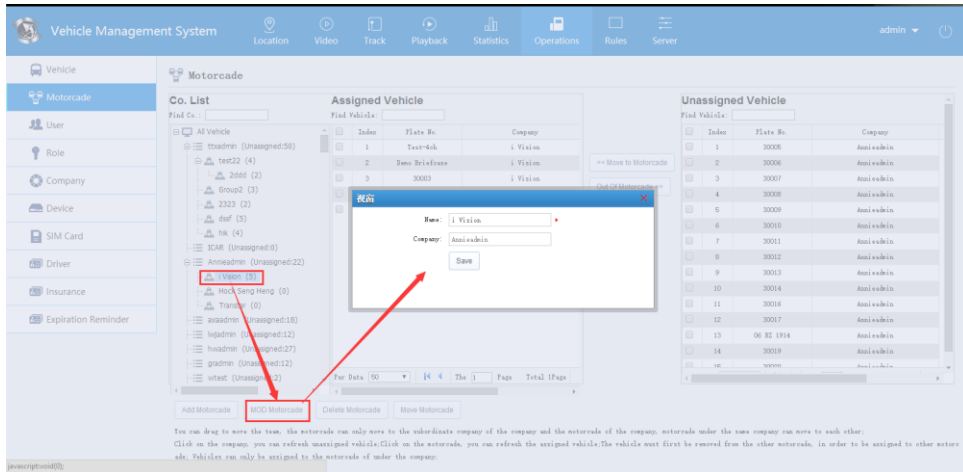 Vehicle Management System
Location
Video
Track
Playback
Statistics
Operations
Rules
Server
admin
Vehicle
Motorcade
User
Role
Company
Device
SIM Card
Driver
Insurance
Expiration Reminder
Motorcade
Co. List
Find Co.:
All Vehicle
ttxadmin (Unassigned:58)
test22 (4)
2ddd (2)
Group2 (3)
2323 (2)
dssf (5)
hik (4)
ICAR (Unassigned:0)
Annieadmin (Unassigned:22)
i Vision (5)
Hock Seng Heng (0)
Transfer (0)
axaadmin (Unassigned:18)
lwjadmin (Unassigned:12)
hwadmin (Unassigned:27)
gradmin (Unassigned:12)
wtest (Unassigned:2)
Assigned Vehicle
Find Vehicle:
Index Plate No. Company
1 Test-4ch i Vision
2 Demo Briefcase i Vision
3 30003 i Vision
Per Data 50 The 1 Page Total 1Page
<< Move to Motorcade
Out Of Motorcade >>
视窗
X
Name: i Vision *
Company: Annieadmin
Save
Unassigned Vehicle
Find Vehicle:
Index Plate No. Company
1 30005 Annieadmin
2 30006 Annieadmin
3 30007 Annieadmin
4 30008 Annieadmin
5 30009 Annieadmin
6 30010 Annieadmin
7 30011 Annieadmin
8 30012 Annieadmin
9 30013 Annieadmin
10 30014 Annieadmin
11 30016 Annieadmin
12 30017 Annieadmin
13 06 BZ 1914 Annieadmin
14 30019 Annieadmin
15 30020 Annieadmin
Add Motorcade
MOD Motorcade
Delete Motorcade
Move Motorcade
You can drag to move the team, the motorcade can only move to the subordinate company of the company and the motorcade of the company, motorcade under the same company can move to each other;
Click on the company, you can refresh unassigned vehicle;Click on the motorcade, you can refresh the assigned vehicle;The vehicle must first be removed from the other motorcade, in order to be assigned to other motorc
ade; Vehicles can only be assigned to the motorcade of under the company.
javascript:void(0);